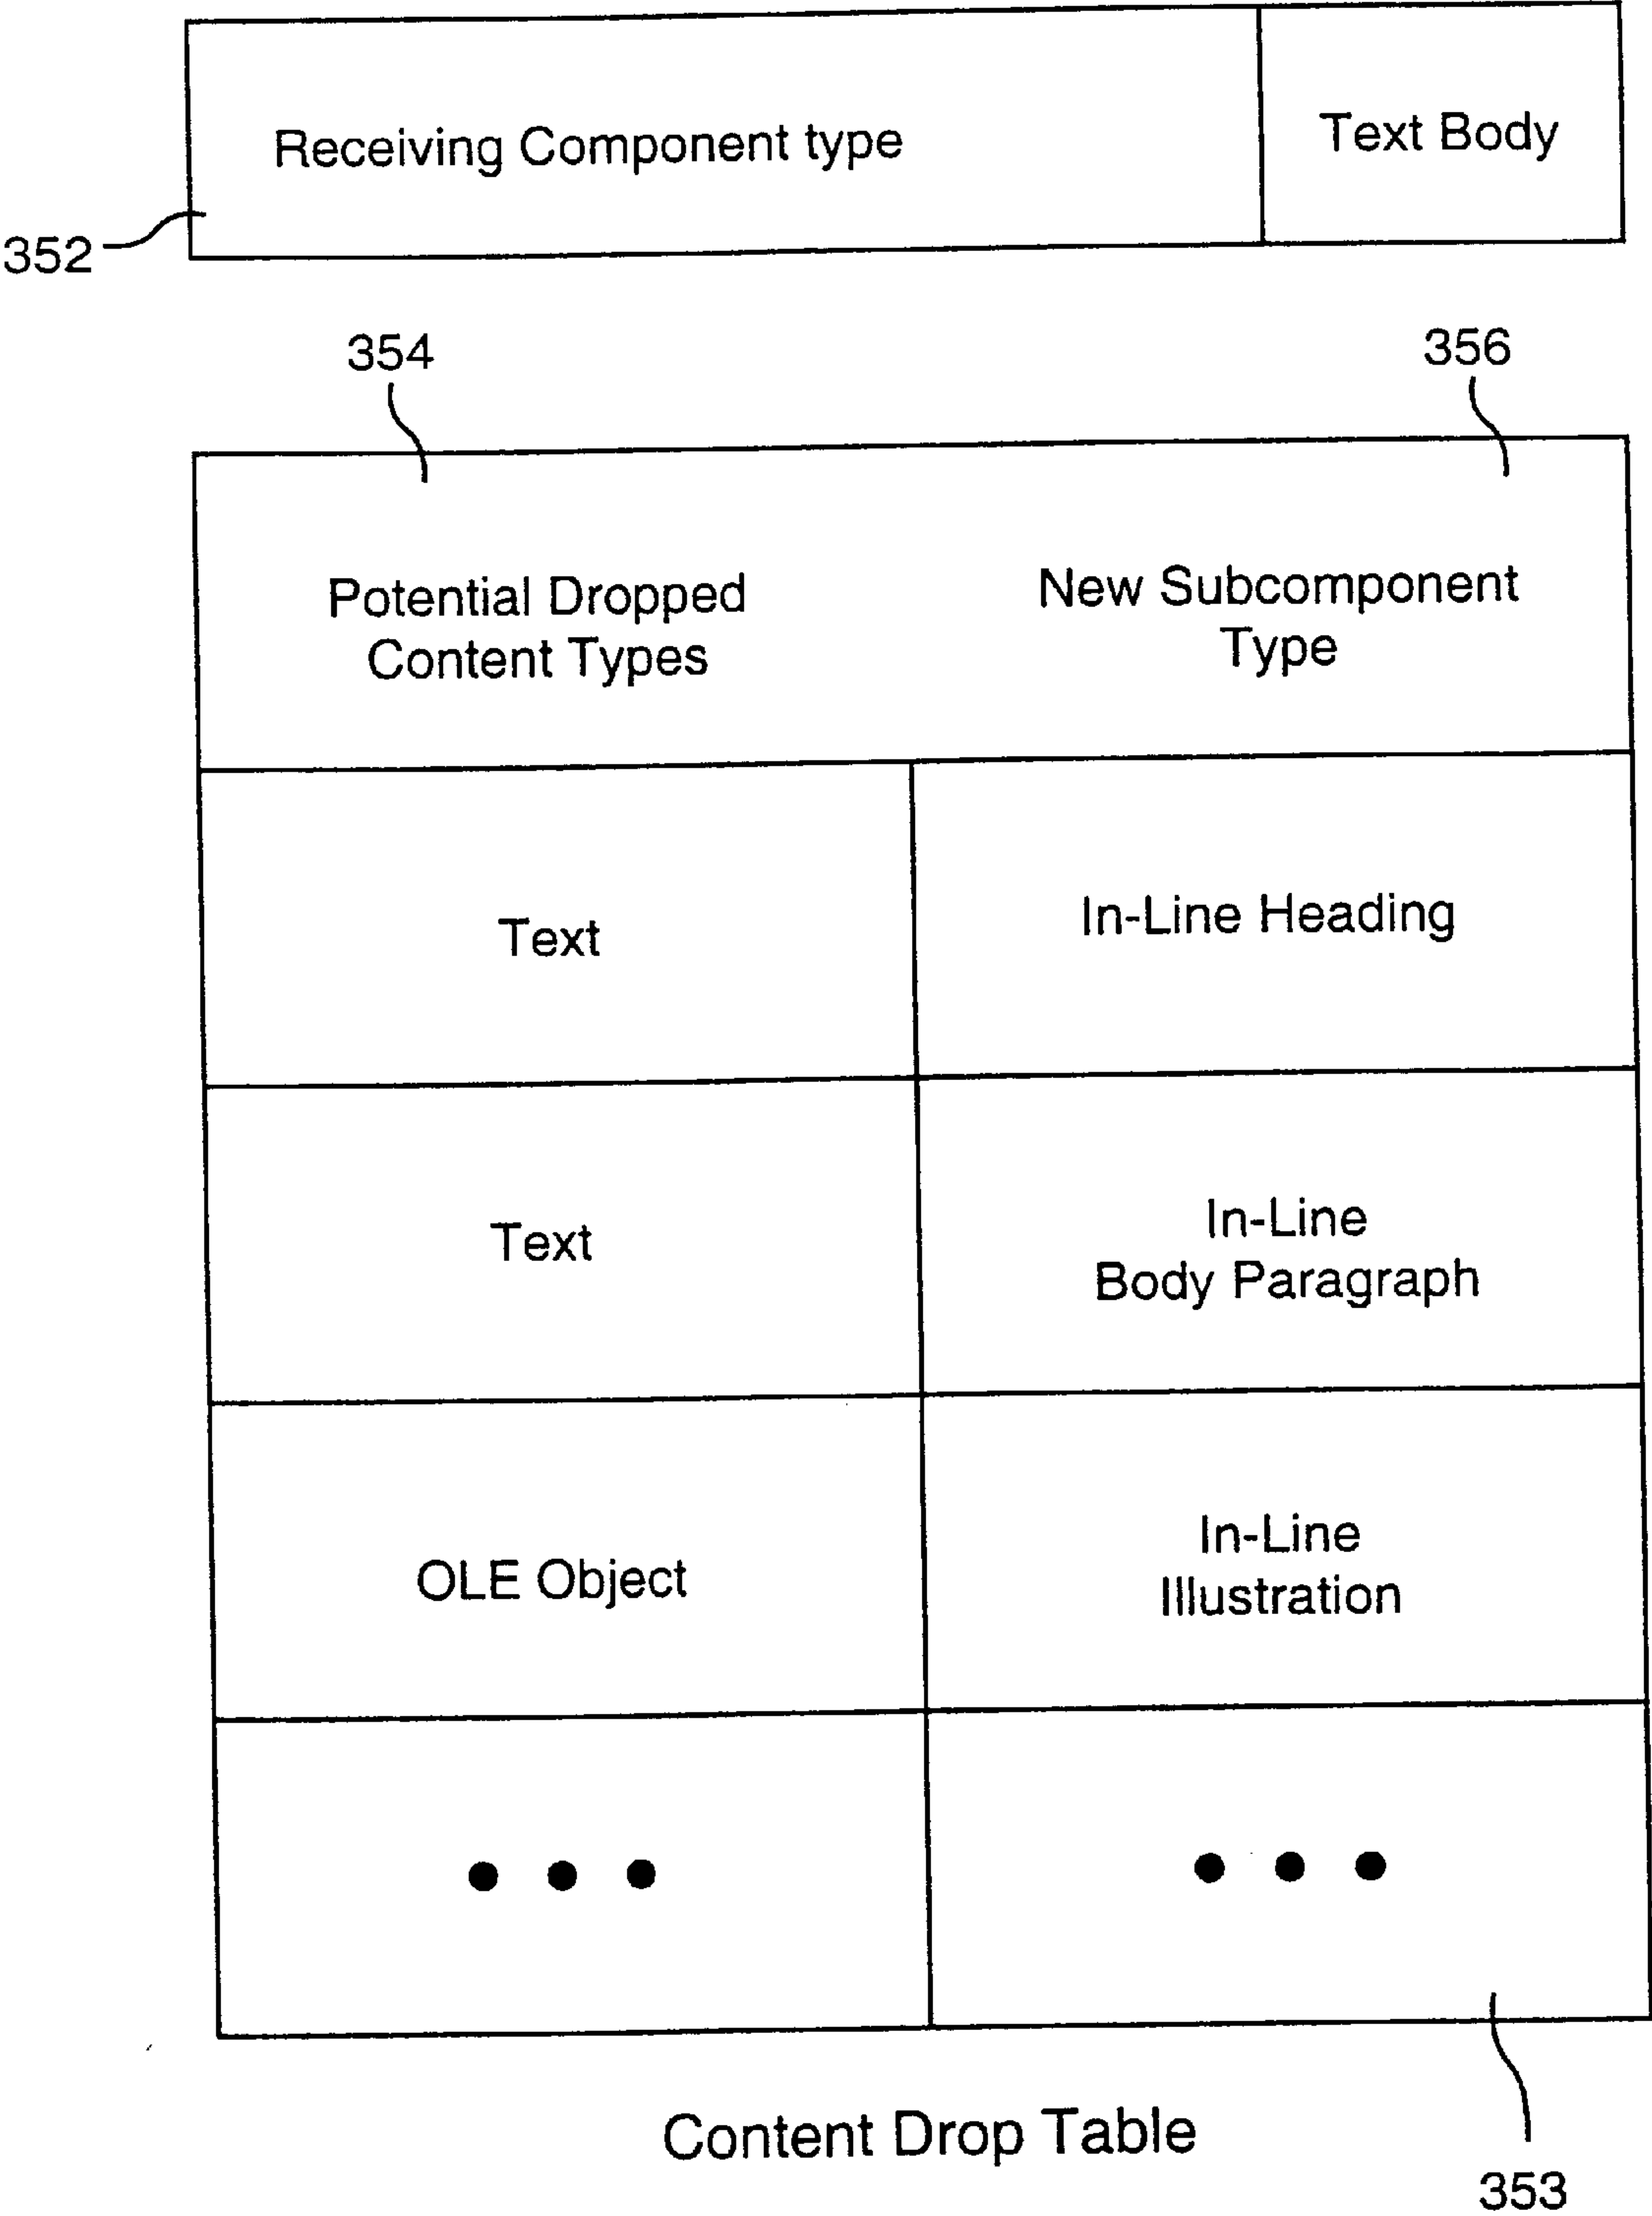 Receiving Component type
Text Body
352
354
356
Potential Dropped
Content Types
New Subcomponent
Type
Text
In-Line Heading
Text
In-Line
Body Paragraph
OLE Object
In-Line
Illustration
• • •
• • •
Content Drop Table
353